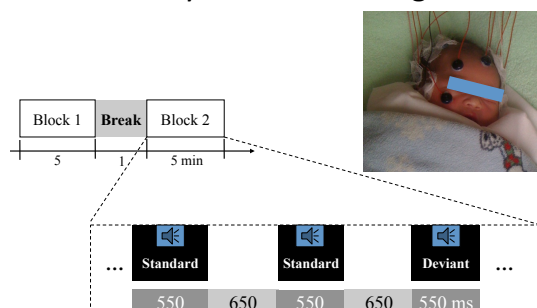 Block 1 Break Block 2
5 1 5 min
... Standard Standard Deviant ...
550 650 550 650 550 ms